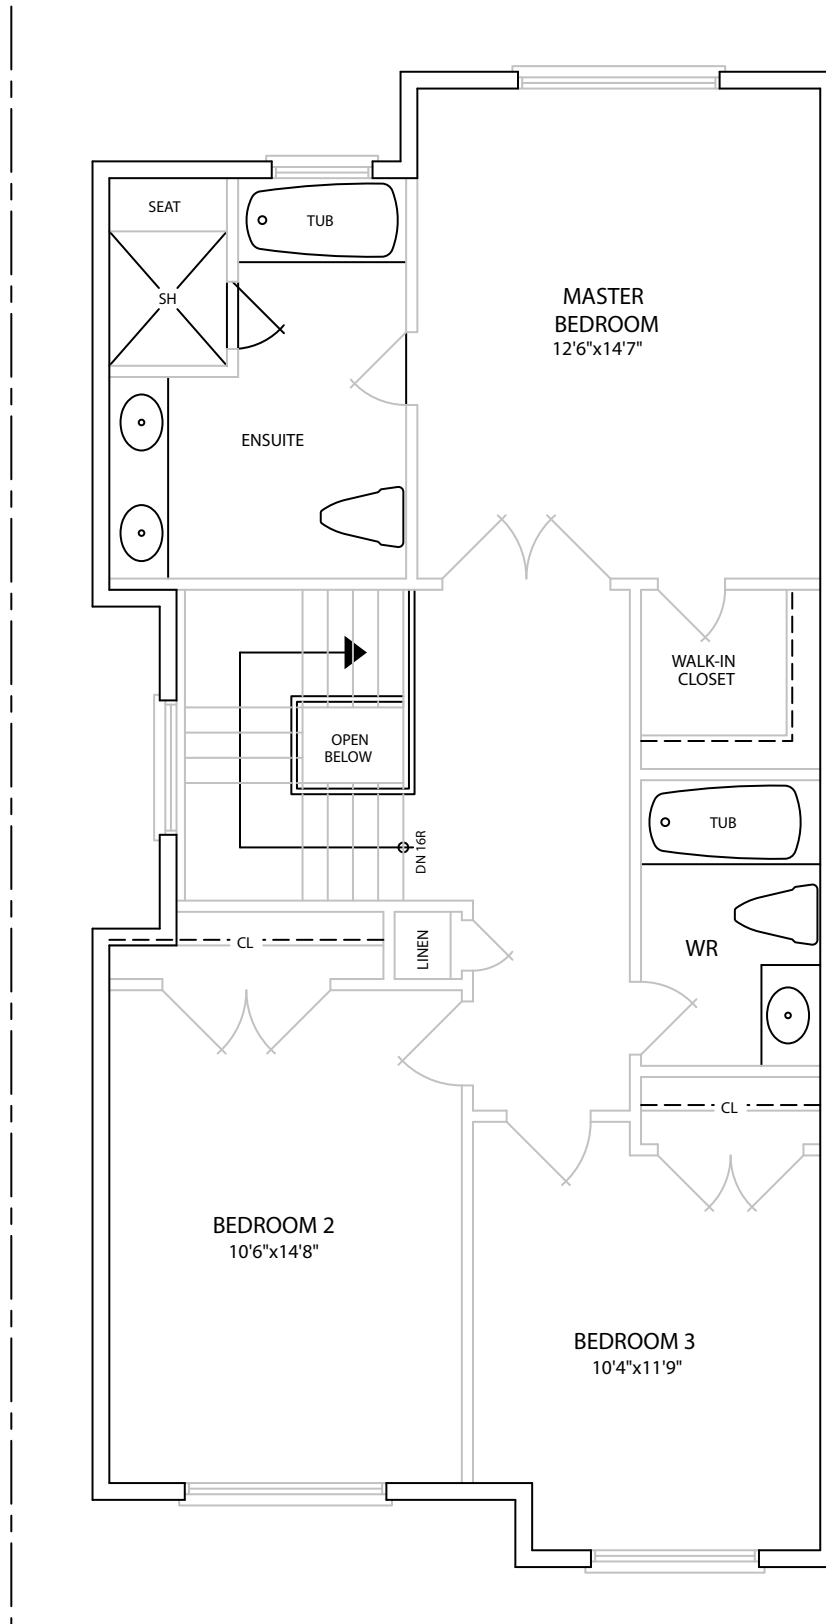 SEAT
TUB
SH
MASTER
BEDROOM
12'6"x14'7"
ENSUITE
WALK-IN
CLOSET
OPEN
BELOW
TUB
DN 16R
CL
LINEN
WR
CL
BEDROOM 2
10'6"x14'8"
BEDROOM 3
10'4"x11'9"